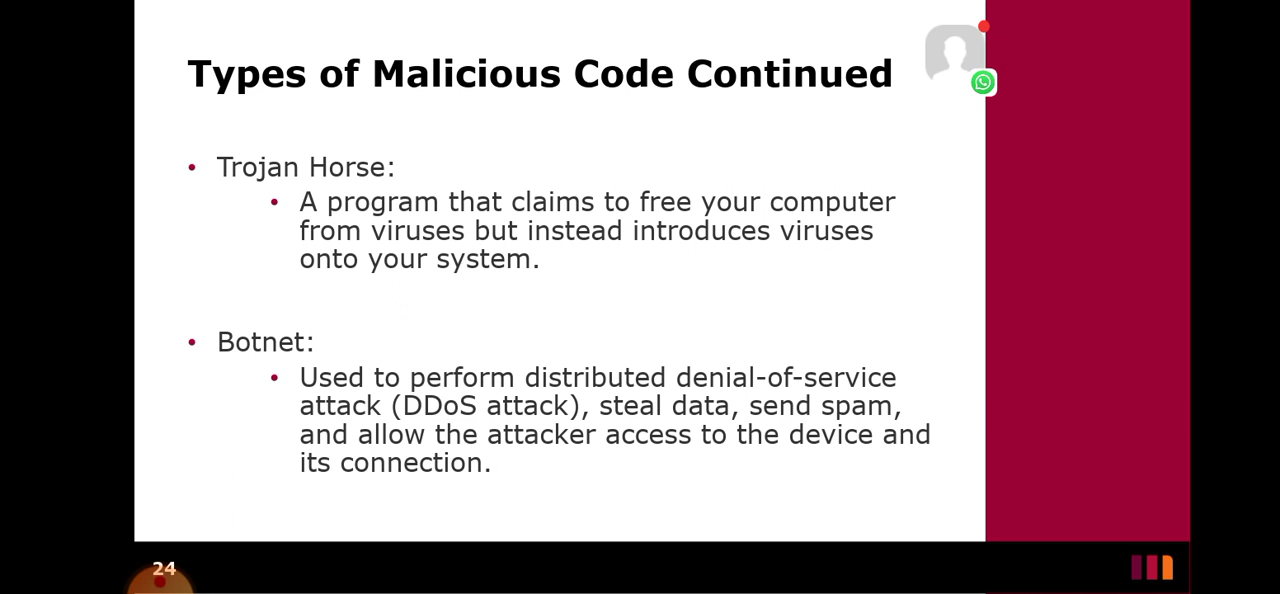 Types of Malicious Code Continued
• Trojan Horse:
• A program that claims to free your computer
from viruses but instead introduces viruses
onto your system.
• Botnet:
• Used to perform distributed denial-of-service
attack (DDoS attack), steal data, send spam,
and allow the attacker access to the device and
its connection.
24